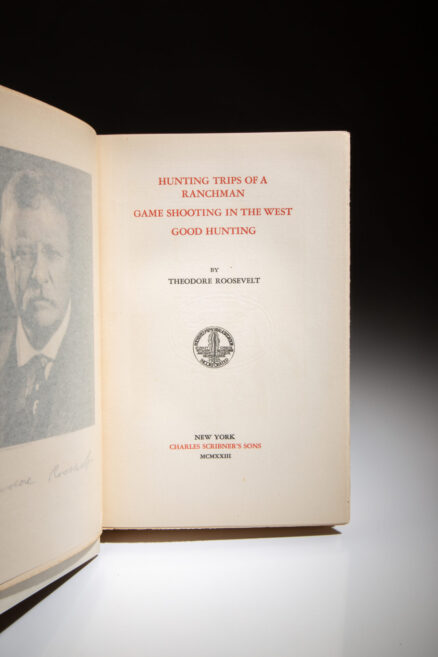 HUNTING TRIPS OF A
RANCHMAN
GAME SHOOTING IN THE WEST
GOOD HUNTING
BY
THEODORE ROOSEVELT
NEW YORK
CHARLES SCRIBNER'S SONS
MCMXXIII
Roosevelt